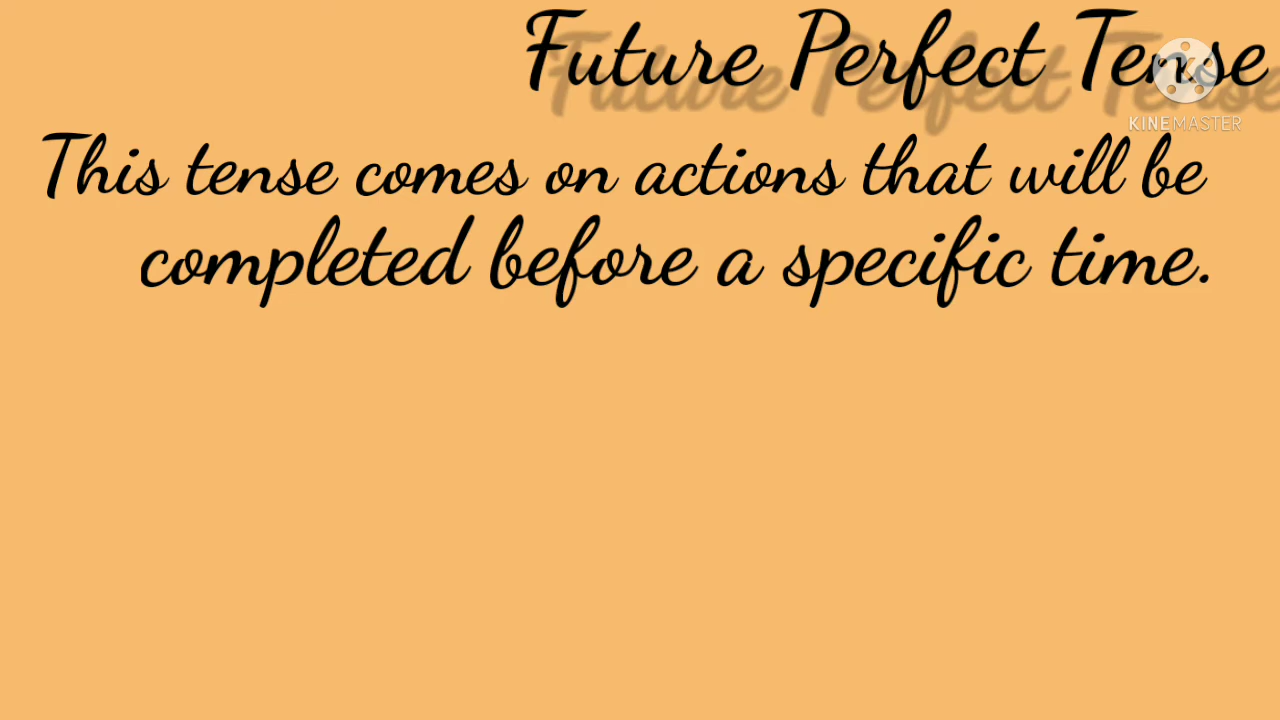 Future Perfect Tense
KINEMASTER
This tense comes on actions that will be
completed before a specific time.